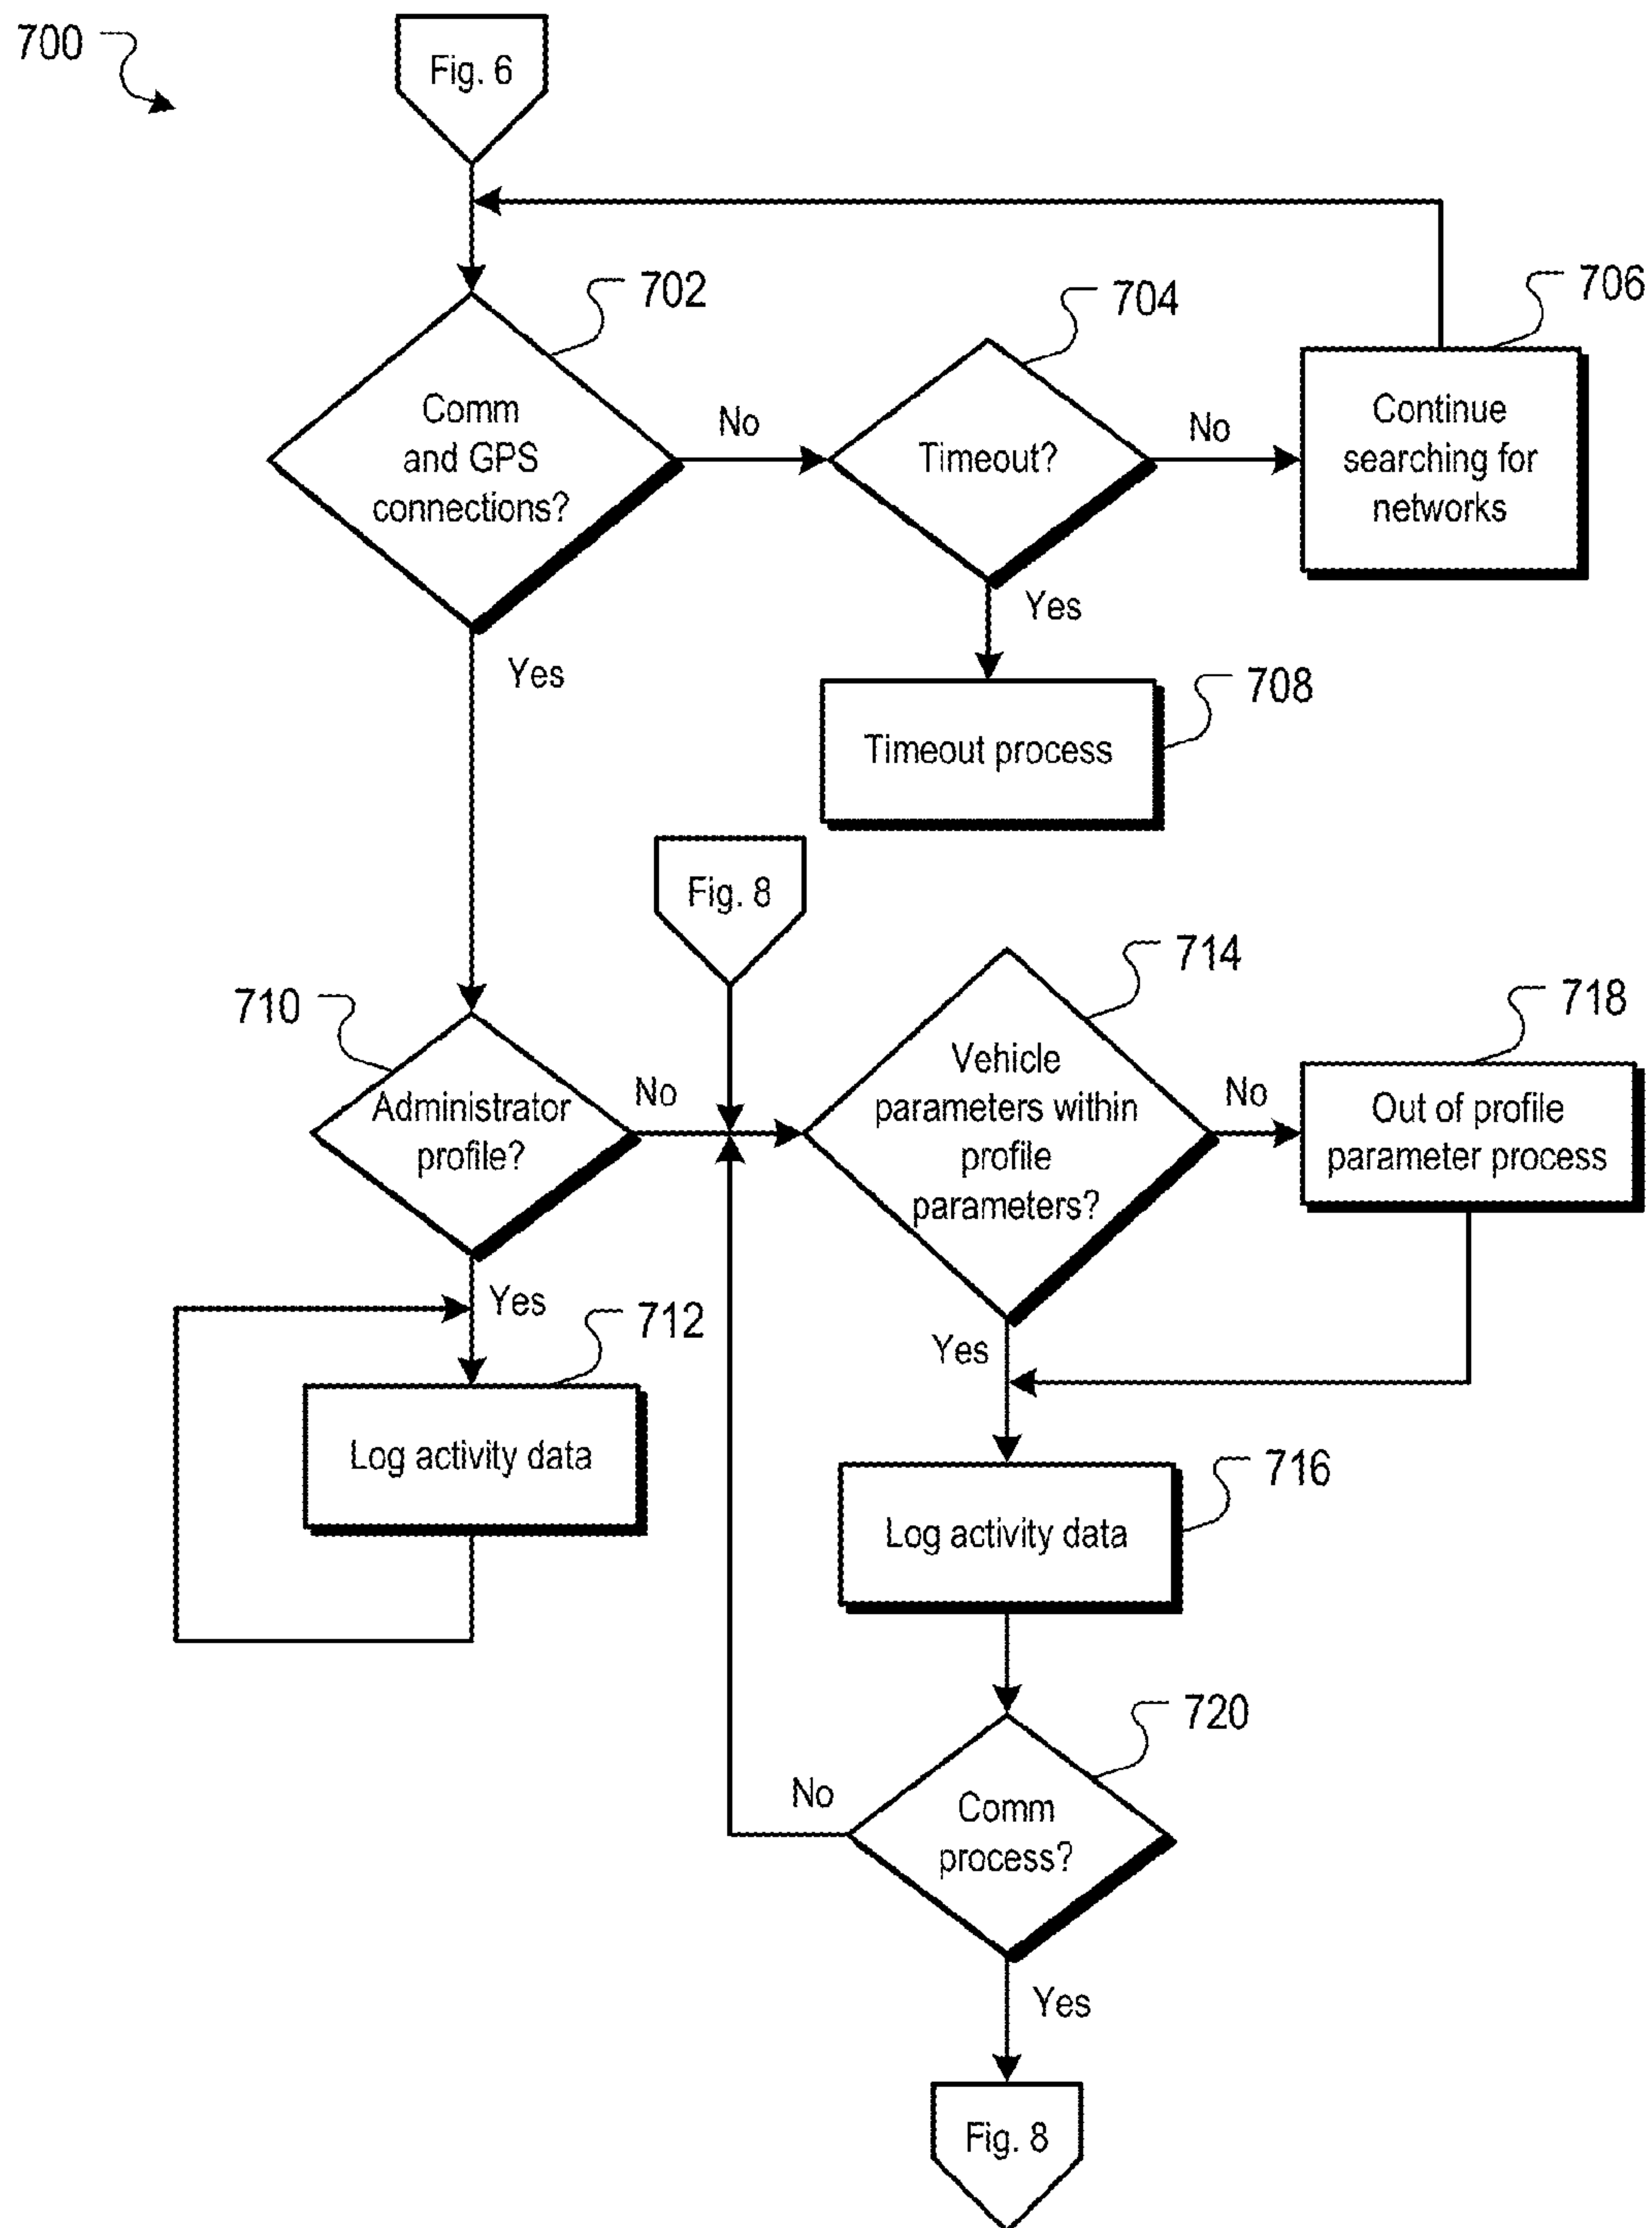 700
Fig. 6
702
704
706
Comm
and GPS
connections?
No
Timeout?
No
Continue
searching for
networks
Yes
Yes
708
Timeout process
Fig. 8
710
714
718
Administrator
profile?
No
Vehicle
parameters within
profile
parameters?
No
Out of profile
parameter process
Yes
712
Yes
Log activity data
716
Log activity data
720
No
Comm
process?
Yes
Fig. 8